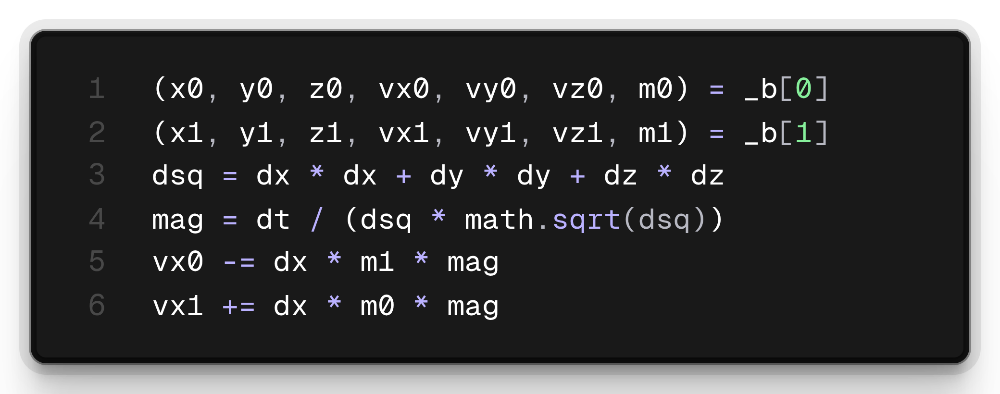 1 (x0, y0, z0, vx0, vy0, vz0, m0) = _b[0]
2 (x1, y1, z1, vx1, vy1, vz1, m1) = _b[1]
3 dsq = dx * dx + dy * dy + dz * dz
4 mag = dt / (dsq * math.sqrt(dsq))
5 vx0 -= dx * m1 * mag
6 vx1 += dx * m0 * mag